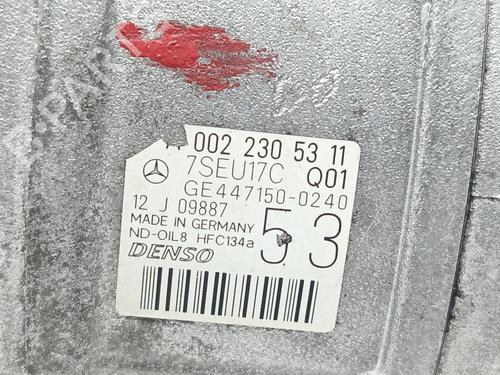 A 002 230 53 11
7SEU17C Q01
GE447150-0240
12 J 09887
MADE IN GERMANY 53
ND-OIL8 HFC134a
DENSO